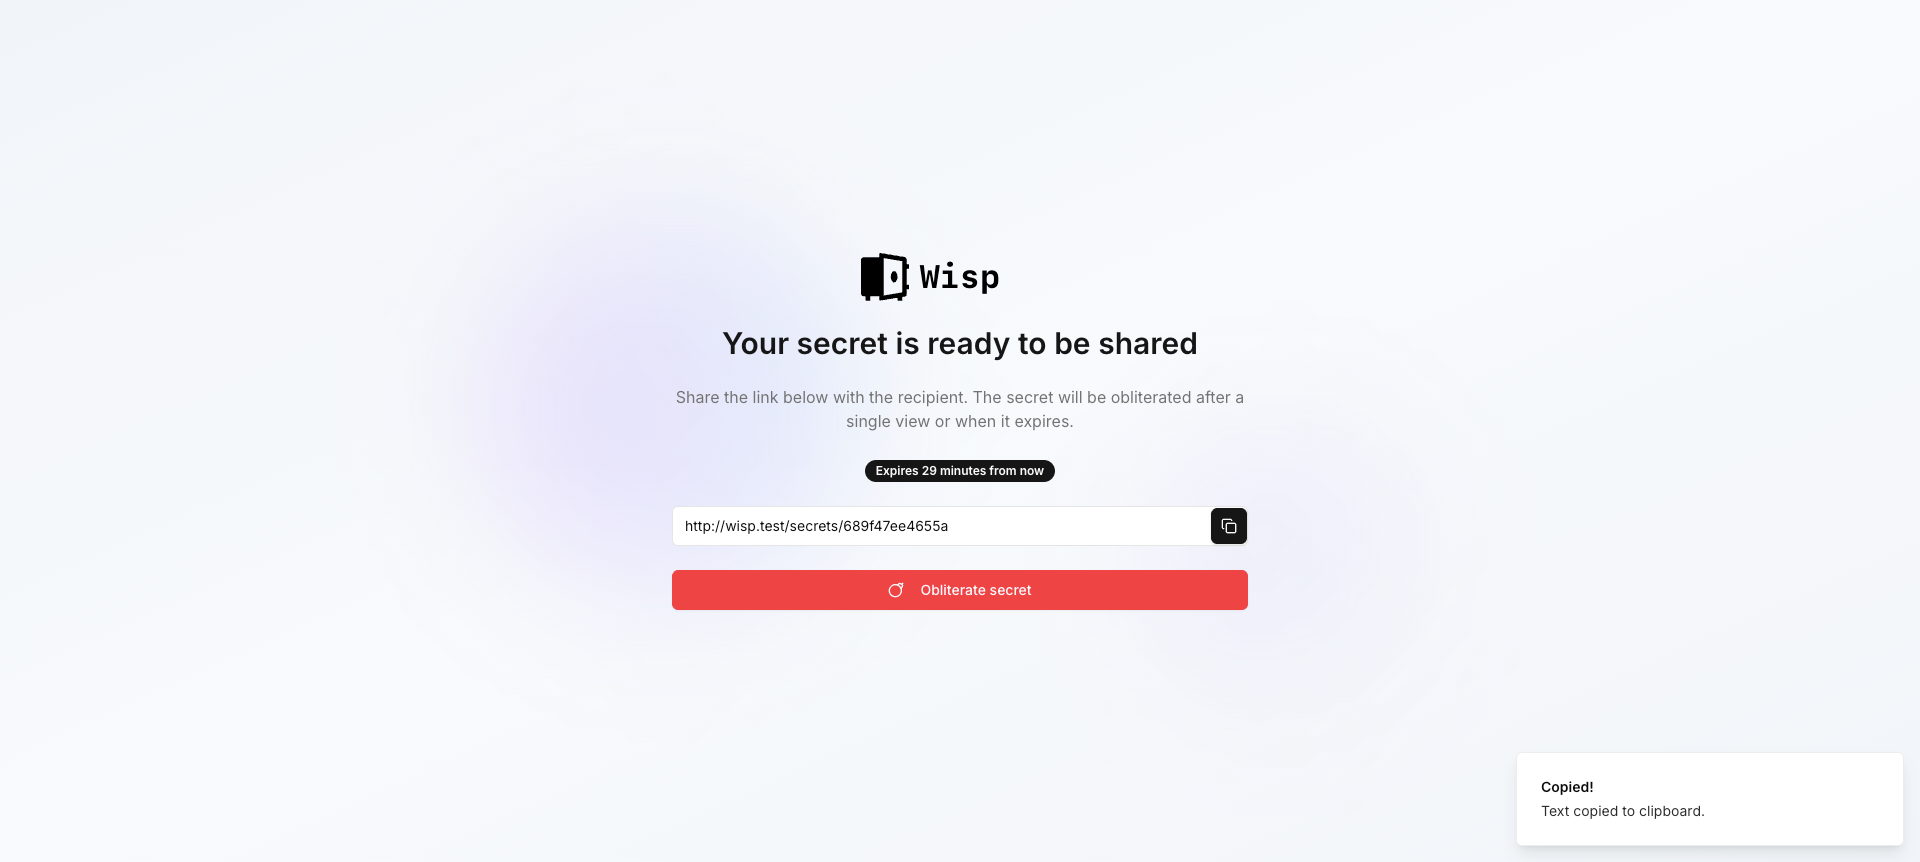 Wisp
Your secret is ready to be shared
Share the link below with the recipient. The secret will be obliterated after a
single view or when it expires.
Expires 29 minutes from now
http://wisp.test/secrets/689f47ee4655a
Obliterate secret
Copied!
Text copied to clipboard.